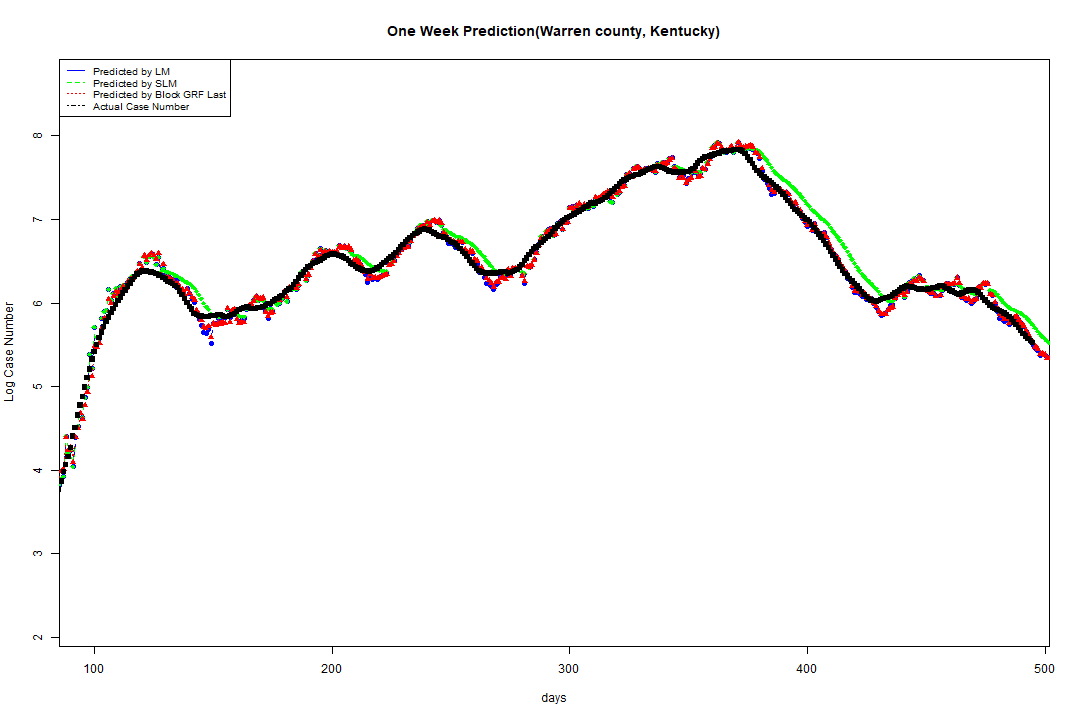 One Week Prediction(Warren county, Kentucky)
Predicted by LM
Predicted by SLM
Predicted by Block GRF Last
Actual Case Number
8
7
6
5
4
3
2
Log Case Number
100 200 300 400 500
days